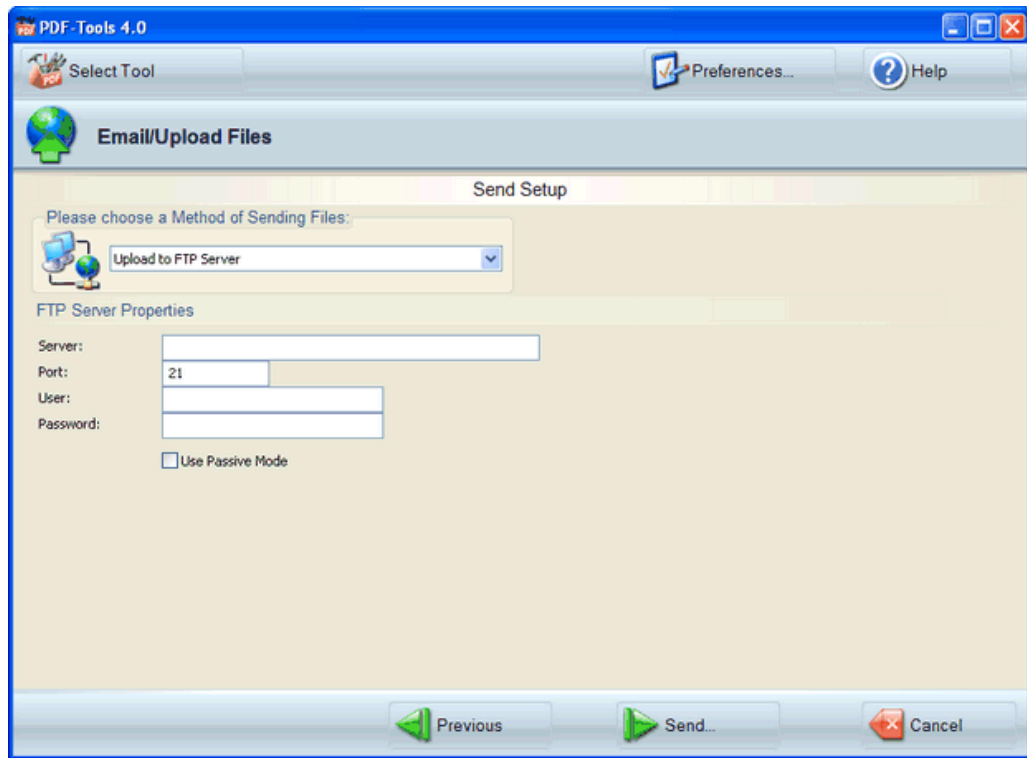 PDF-Tools 4.0
Select Tool
Preferences...
Help
Email/Upload Files
Send Setup
Please choose a Method of Sending Files:
Upload to FTP Server
FTP Server Properties
Server:
Port: 21
User:
Password:
Use Passive Mode
Previous
Send...
Cancel